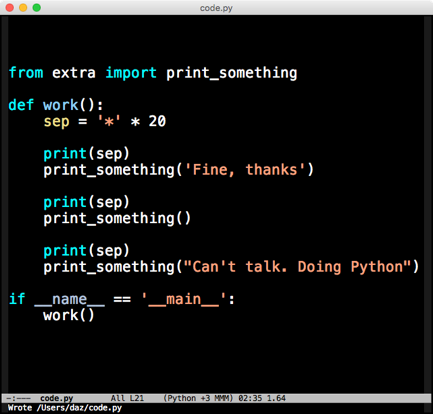 code.py
from extra import print_something
def work():
    sep = '*' * 20
    print(sep)
    print_something('Fine, thanks')
    print(sep)
    print_something()
    print(sep)
    print_something("Can't talk. Doing Python")
if __name__ == '__main__':
    work()
-:--- code.py All L21 (Python +3 MMM) 02:35 1.64
Wrote /Users/daz/code.py